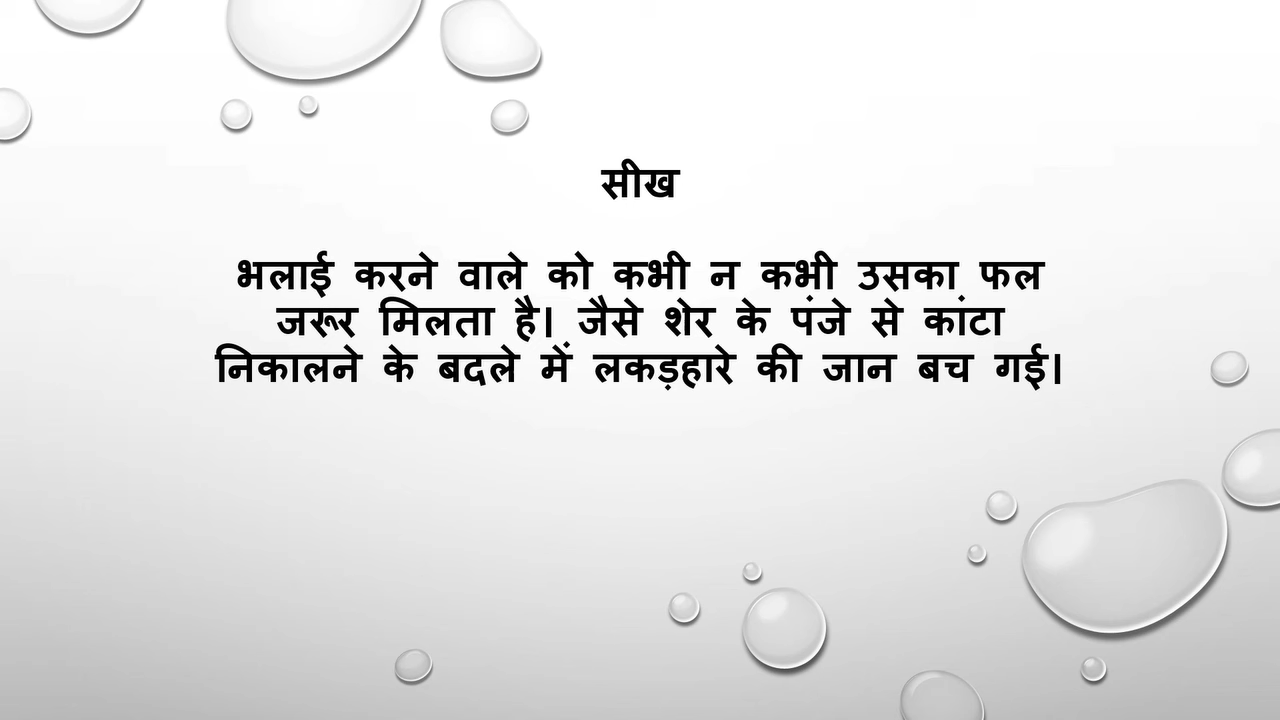 सीख
भलाई करने वाले को कभी न कभी उसका फल
जरूर मिलता है। जैसे शेर के पंजे से कांटा
निकालने के बदले में लकड़हारे की जान बच गई।